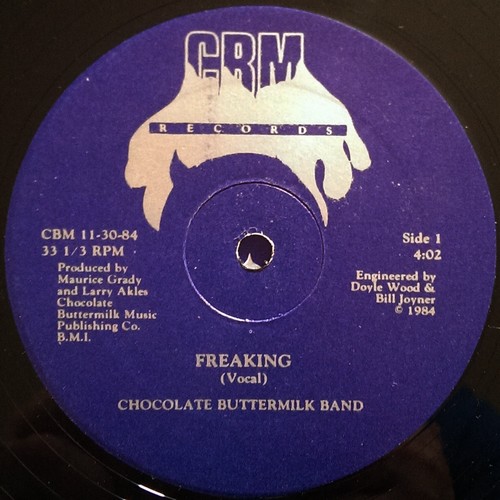 CBM
RECORDS
CBM 11-30-84
33 1/3 RPM
Produced by
Maurice Grady
and Larry Akles
Chocolate
Buttermilk Music
Publishing Co.
B.M.I.
Side 1
4:02
Engineered by
Doyle Wood &
Bill Joyner
© 1984
FREAKING
(Vocal)
CHOCOLATE BUTTERMILK BAND